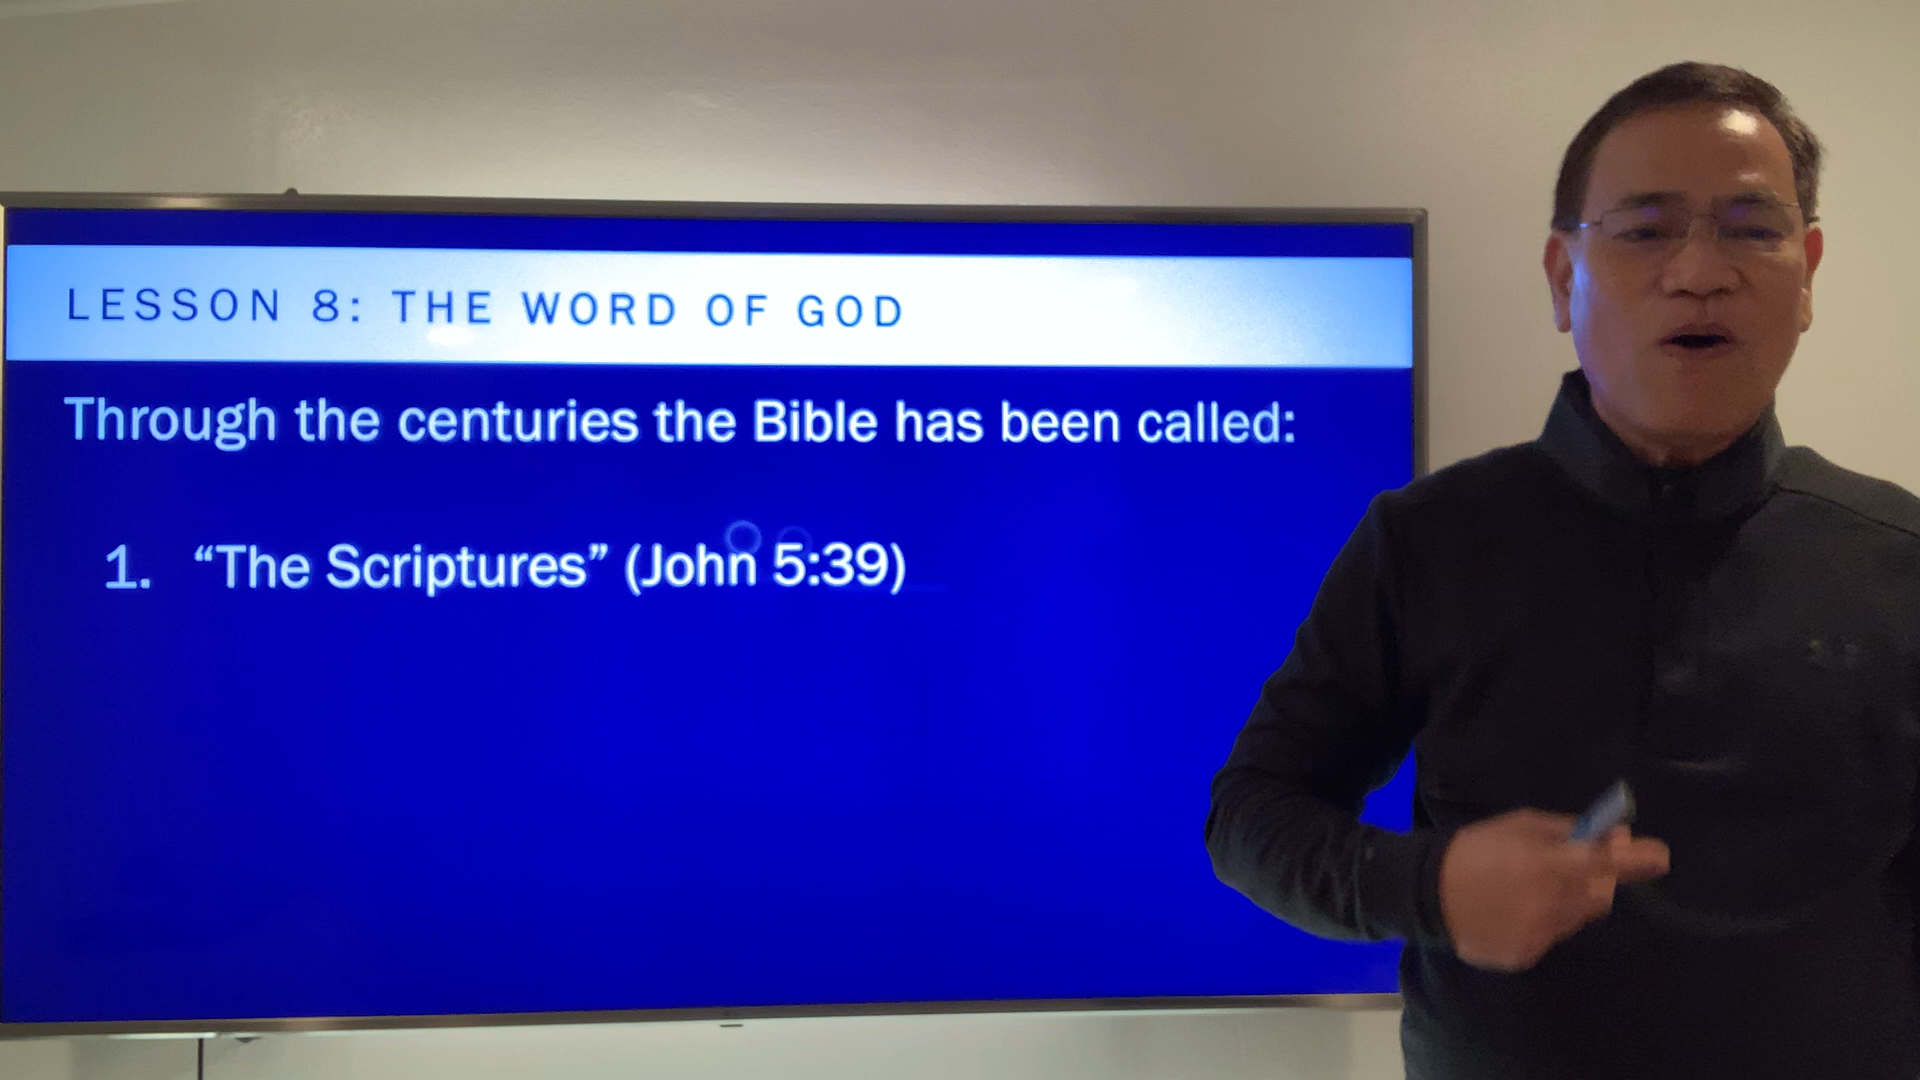 LESSON 8: THE WORD OF GOD
Through the centuries the Bible has been called:
1. “The Scriptures” (John 5:39)